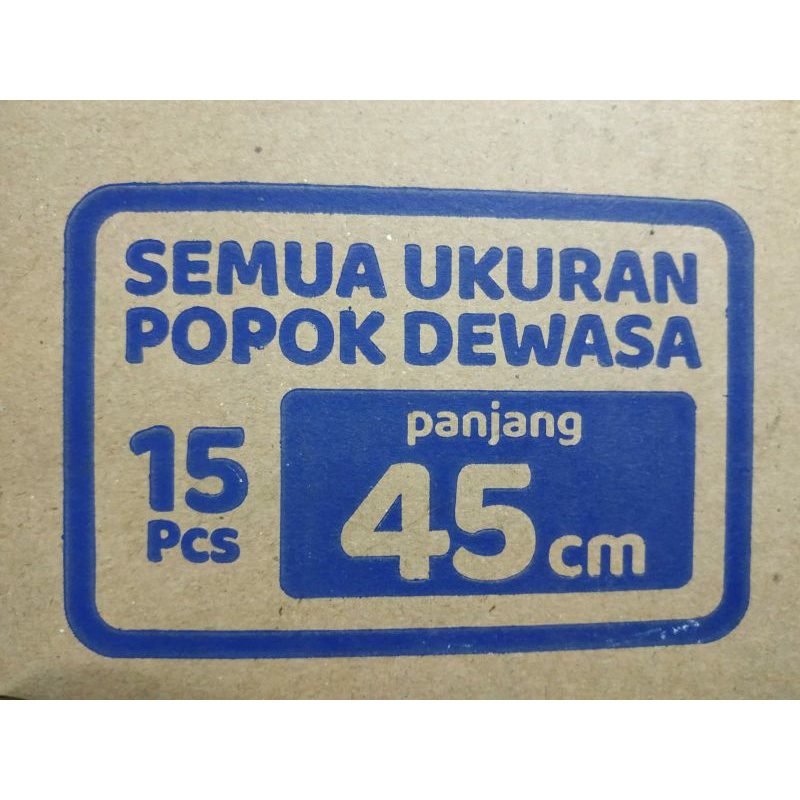 SEMUA UKURAN
POPOK DEWASA
15
Pcs
panjang
45 cm